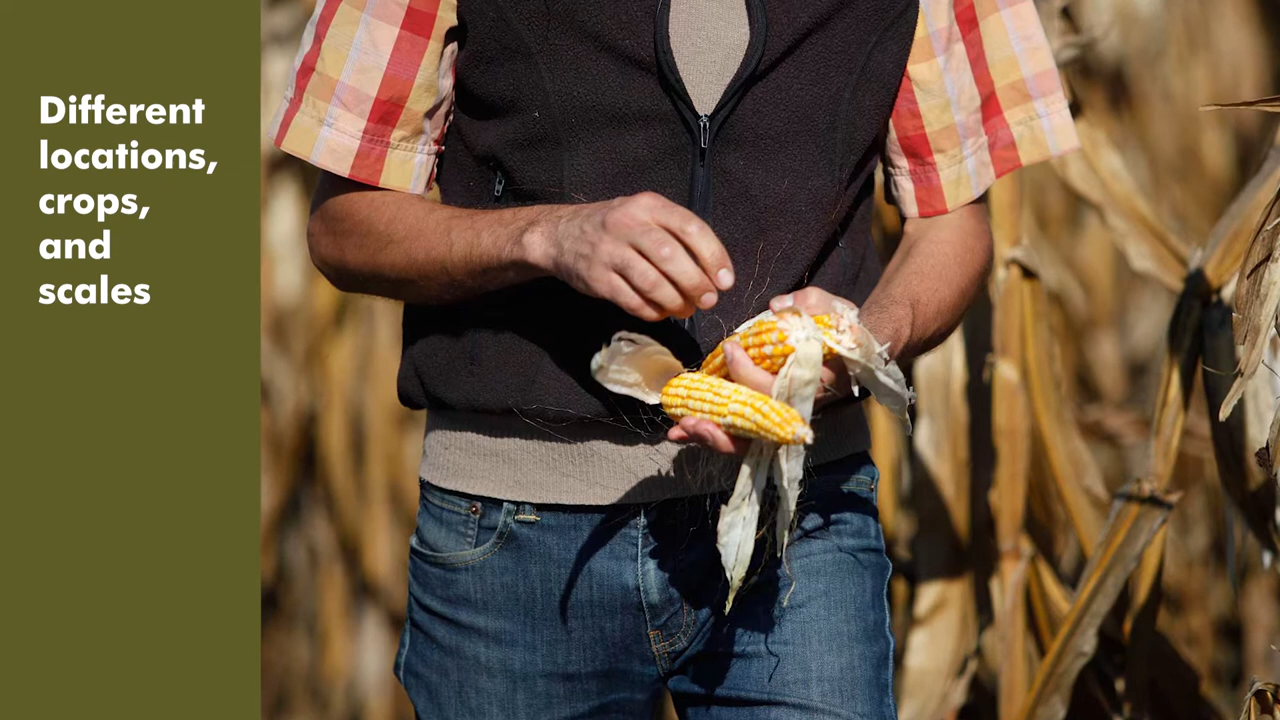 Different
locations,
crops,
and
scales